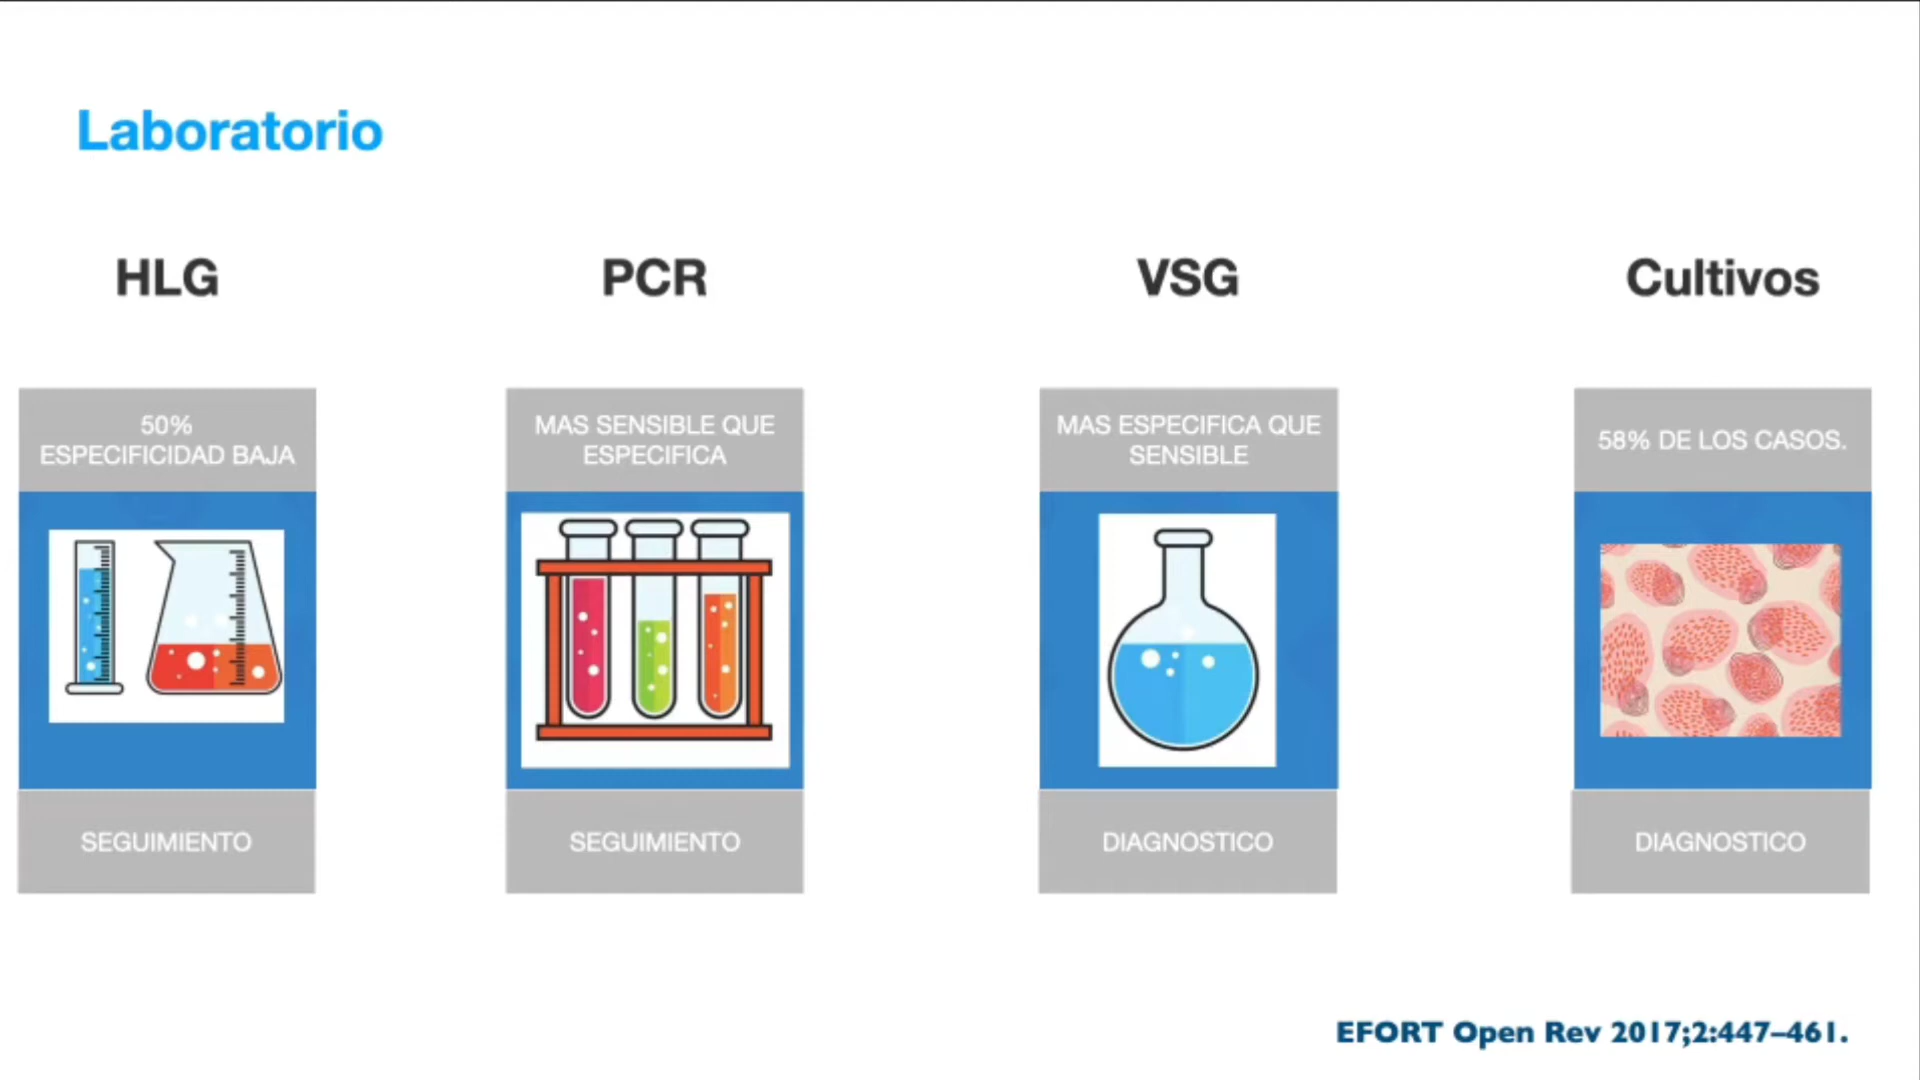 Laboratorio
HLG
50%
ESPECIFICIDAD BAJA
SEGUIMIENTO
PCR
MAS SENSIBLE QUE
ESPECIFICA
SEGUIMIENTO
VSG
MAS ESPECIFICA QUE
SENSIBLE
DIAGNOSTICO
Cultivos
58% DE LOS CASOS.
DIAGNOSTICO
EFORT Open Rev 2017;2:447–461.